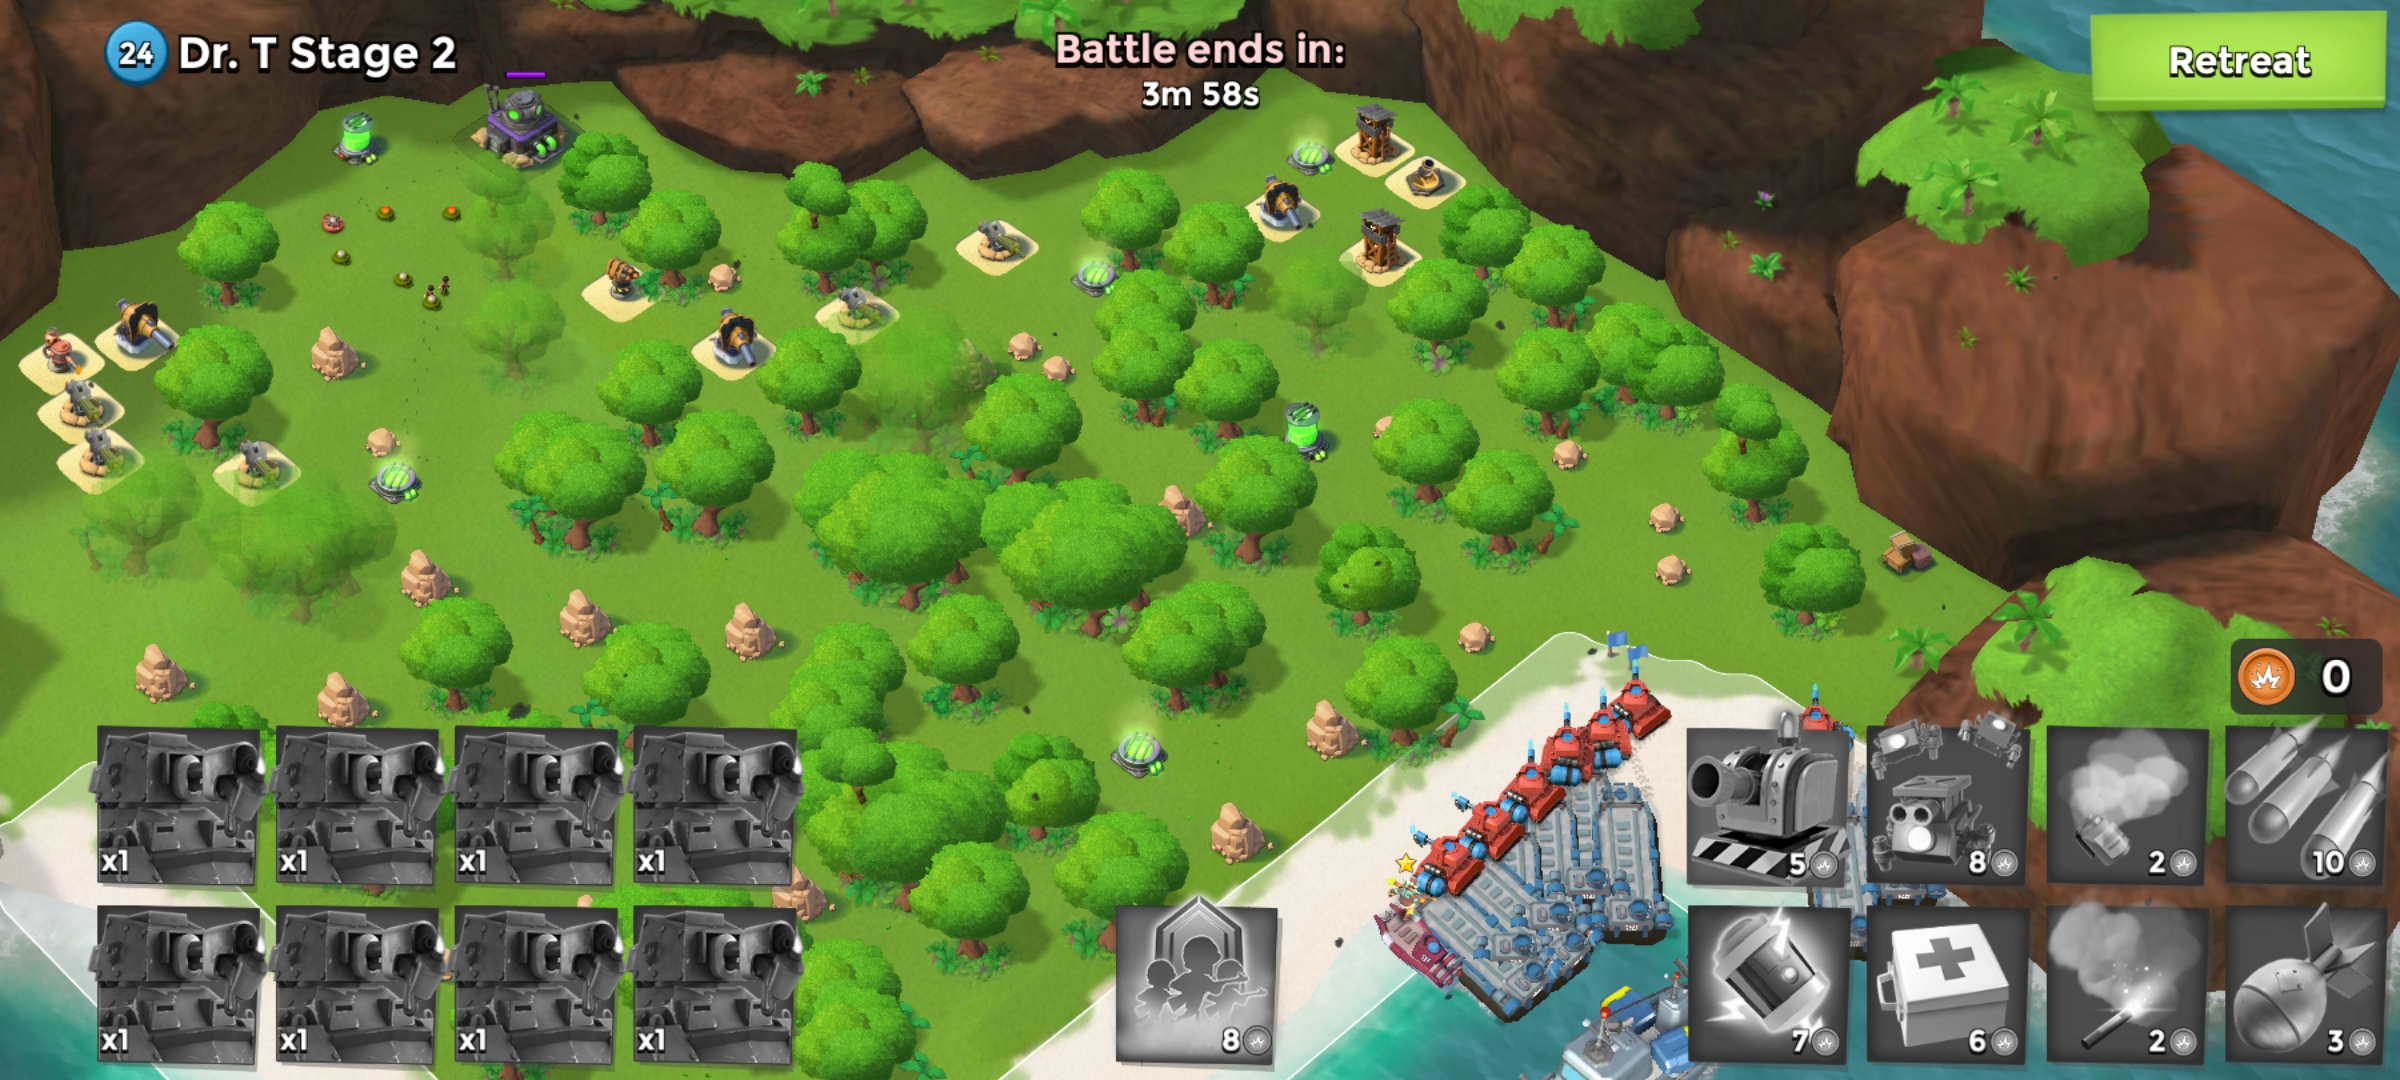 24 Dr. T Stage 2
Battle ends in:
3m 58s
Retreat
0
x1 x1 x1 x1
5 8 2 10
x1 x1 x1 x1
8
7 6 2 3